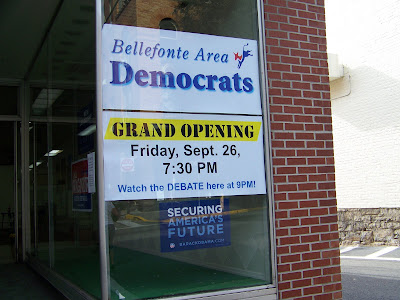 Bellefonte Area
Democrats
GRAND OPENING
Friday, Sept. 26,
7:30 PM
Watch the DEBATE here at 9PM!
SECURING
AMERICA'S
FUTURE
BARACKOBAMA.COM